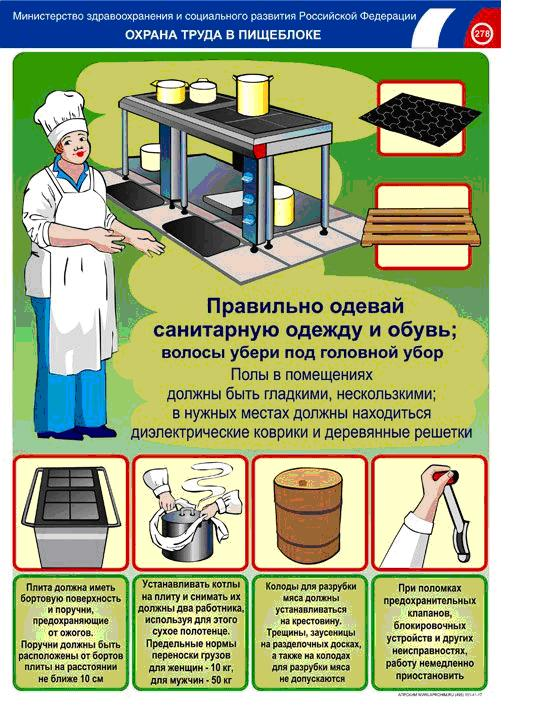 Министерство здравоохранения и социального развития Российской Федерации
ОХРАНА ТРУДА В ПИЩЕБЛОКЕ
278
Правильно одевай
санитарную одежду и обувь;
волосы убери под головной убор
Полы в помещениях
должны быть гладкими, нескользкими;
в нужных местах должны находиться
диэлектрические коврики и деревянные решетки
Плита должна иметь
бортовую поверхность
и поручни,
предохраняющие
от ожогов.
Поручни должны быть
расположены от бортов
плиты на расстоянии
не ближе 10 см
Устанавливать котлы
на плиту и снимать их
должны два работника,
используя для этого
сухое полотенце.
Предельные нормы
переноски грузов
для женщин - 10 кг,
для мужчин - 50 кг
Колоды для разрубки
мяса должны
устанавливаться
на крестовину.
Трещины, заусеницы
на разделочных досках,
а также на колодах
для разрубки мяса
не допускаются
При поломках
предохранительных
клапанов,
блокировочных
устройств и других
неисправностях,
работу немедленно
приостановить